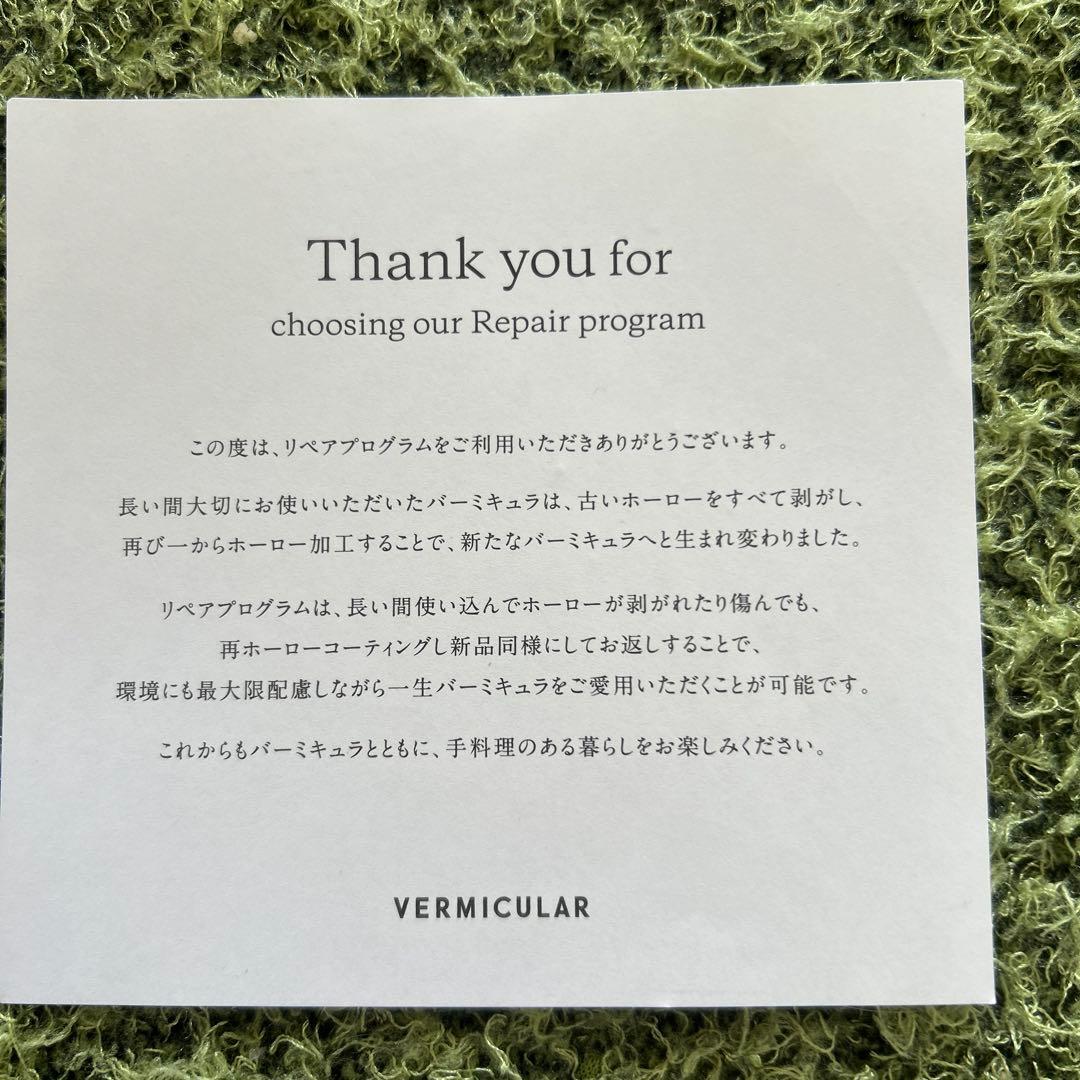 Thank you for
choosing our Repair program
この度は、リペアプログラムをご利用いただきありがとうございます。
長い間大切にお使いいただいたバーミキュラは、古いホーローをすべて剥がし、
再び一からホーロー加工することで、新たなバーミキュラへと生まれ変わりました。
リペアプログラムは、長い間使い込んでホーローが剥がれたり傷んでも、
再ホーローコーティングし新品同様にしてお返しすることで、
環境にも最大限配慮しながら一生バーミキュラをご愛用いただくことが可能です。
これからもバーミキュラとともに、手料理のある暮らしをお楽しみください。
VERMICULAR